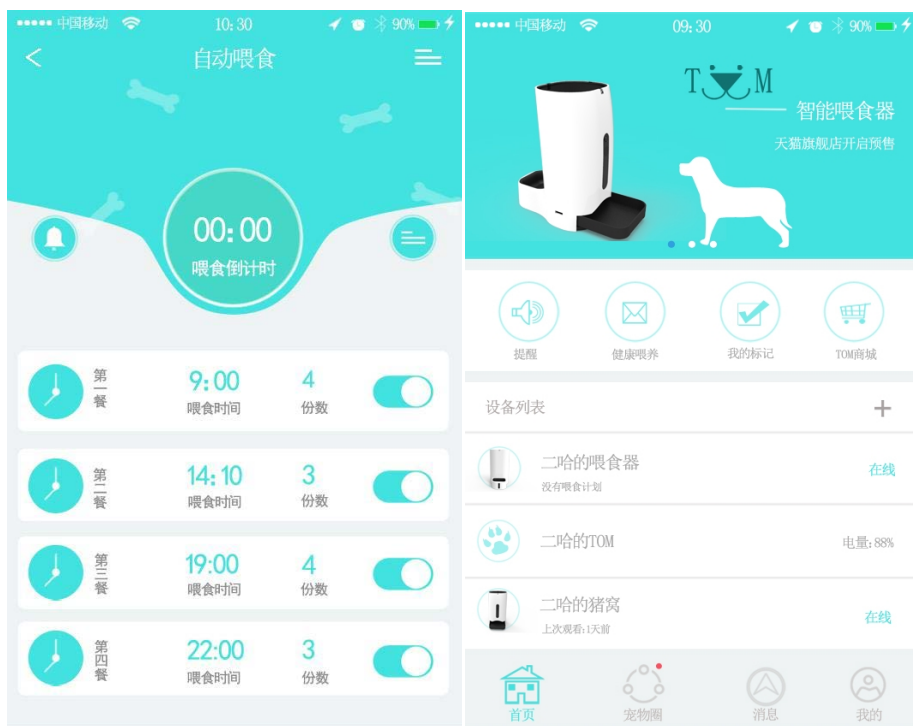 中国移动
10:30
90%
自动喂食
00:00
喂食倒计时
第一餐
9:00
喂食时间
4
份数
第二餐
14:10
喂食时间
3
份数
第三餐
19:00
喂食时间
4
份数
第四餐
22:00
喂食时间
3
份数
中国移动
09:30
90%
TOM
智能喂食器
天猫旗舰店开启预售
提醒
健康喂养
我的标记
TOM商城
设备列表
+
二哈的喂食器
没有喂食计划
在线
二哈的TOM
电量:88%
二哈的猪窝
上次观看:1天前
在线
首页
宠物圈
消息
我的